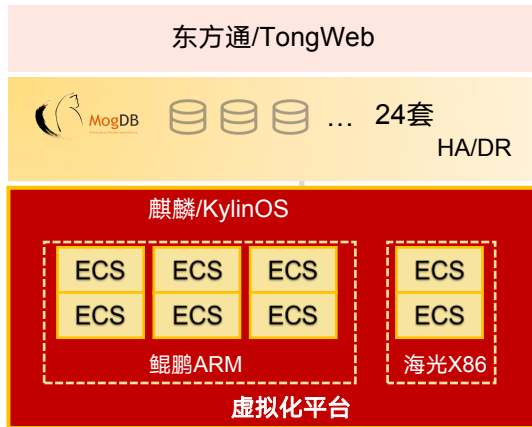 东方通/TongWeb
MogDB
… 24套
HA/DR
麒麟/KylinOS
ECS ECS ECS ECS
ECS ECS ECS ECS
鲲鹏ARM 海光X86
虚拟化平台